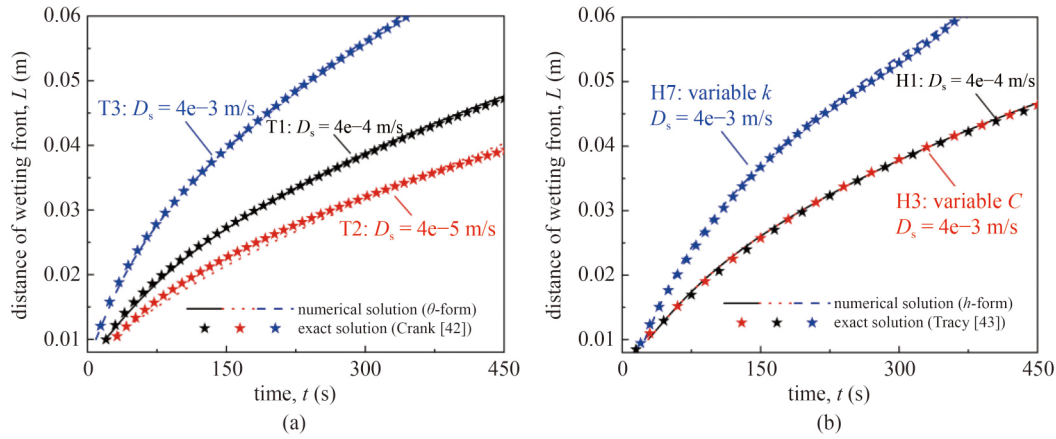 distance of wetting front, L (m)
0.06
0.05
0.04
0.03
0.02
0.01
T3: Ds = 4e−3 m/s
T1: Ds = 4e−4 m/s
T2: Ds = 4e−5 m/s
numerical solution (θ-form)
exact solution (Crank [42])
0 150 300 450
time, t (s)
(a)
distance of wetting front, L (m)
0.06
0.05
0.04
0.03
0.02
0.01
H7: variable k
Ds = 4e−3 m/s
H1: Ds = 4e−4 m/s
H3: variable C
Ds = 4e−3 m/s
numerical solution (h-form)
exact solution (Tracy [43])
0 150 300 450
time, t (s)
(b)